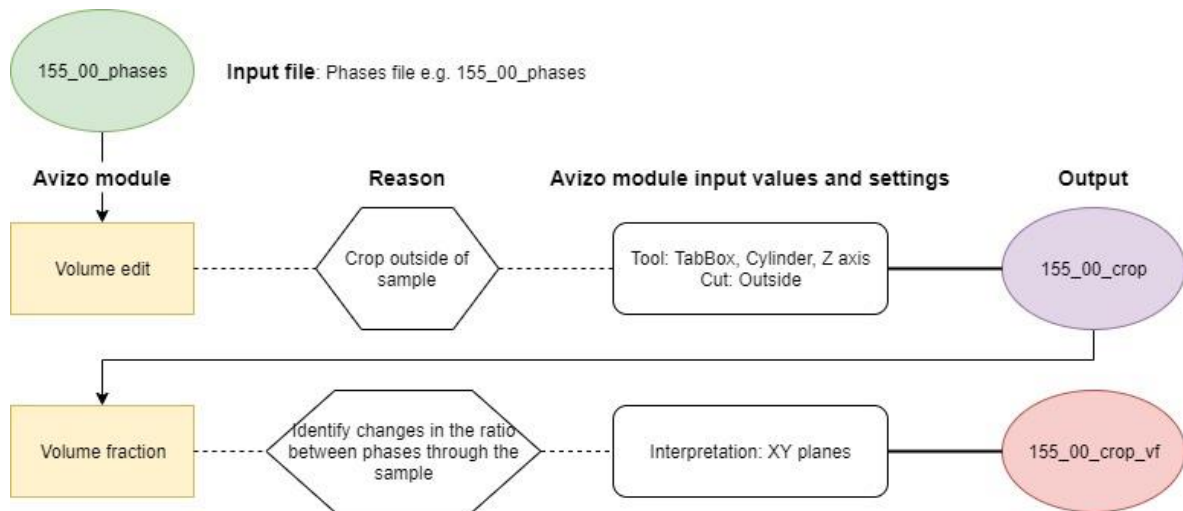 155_00_phases
Input file: Phases file e.g. 155_00_phases
Avizo module
Reason
Avizo module input values and settings
Output
Volume edit
Crop outside of
sample
Tool: TabBox, Cylinder, Z axis
Cut: Outside
155_00_crop
Volume fraction
Identify changes in the ratio
between phases through the
sample
Interpretation: XY planes
155_00_crop_vf